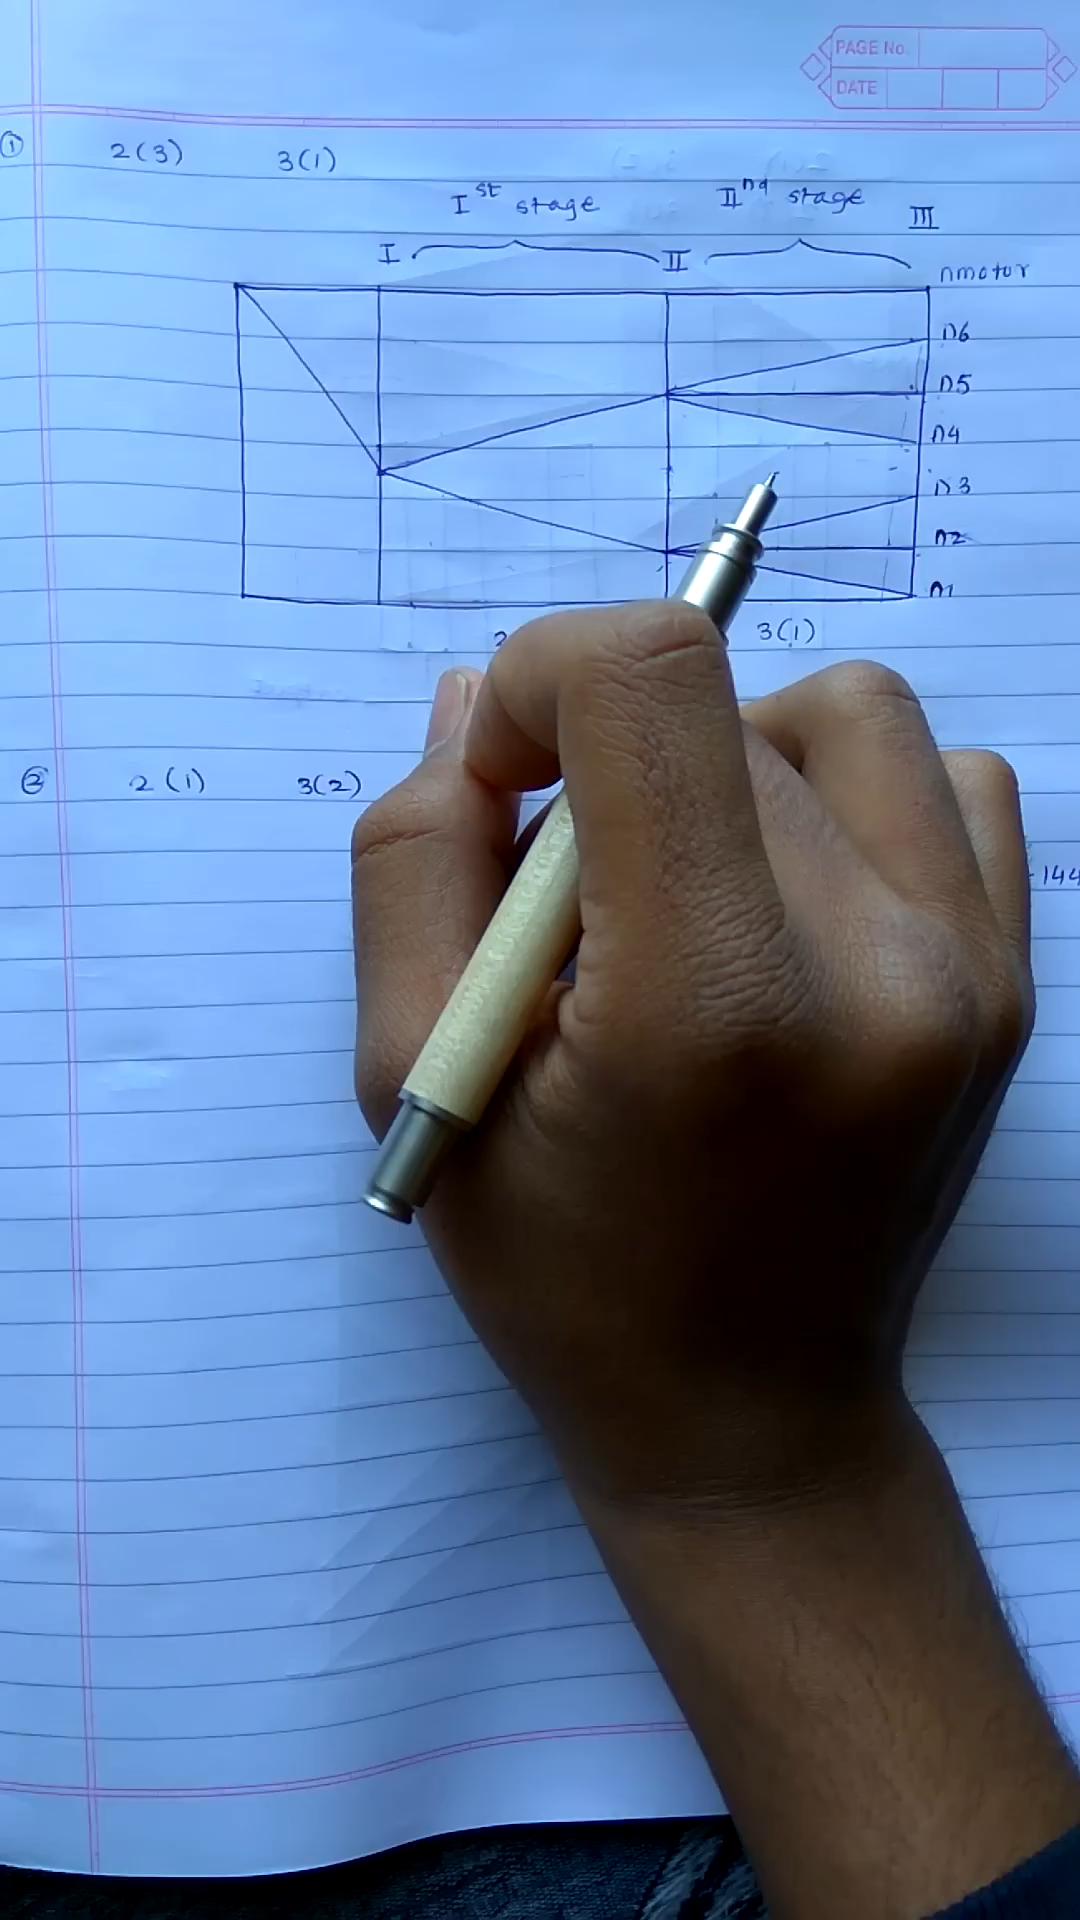 PAGE No.
DATE
① 2(3) 3(1)
Iˢᵗ stage IIⁿᵈ stage
I II III
nmotor
n6
n5
n4
n3
n2
n1
3(1)
② 2(1) 3(2)
144